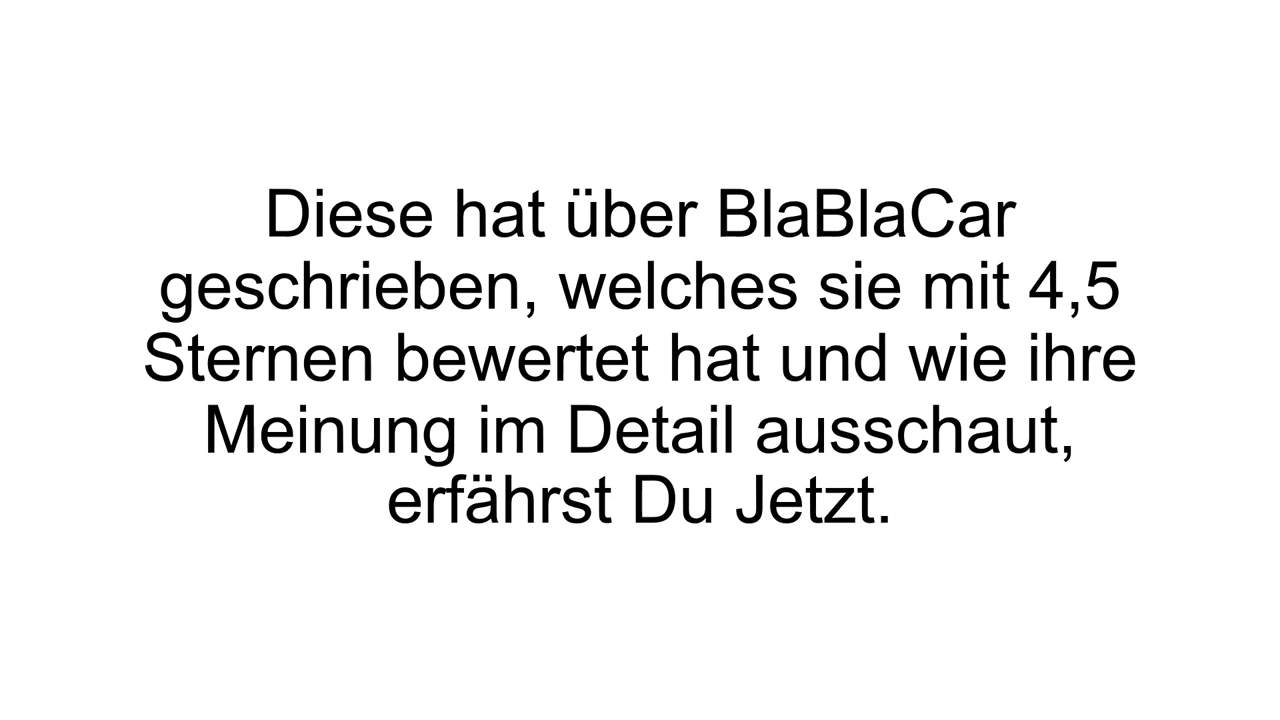 Diese hat über BlaBlaCar
geschrieben, welches sie mit 4,5
Sternen bewertet hat und wie ihre
Meinung im Detail ausschaut,
erfährst Du Jetzt.